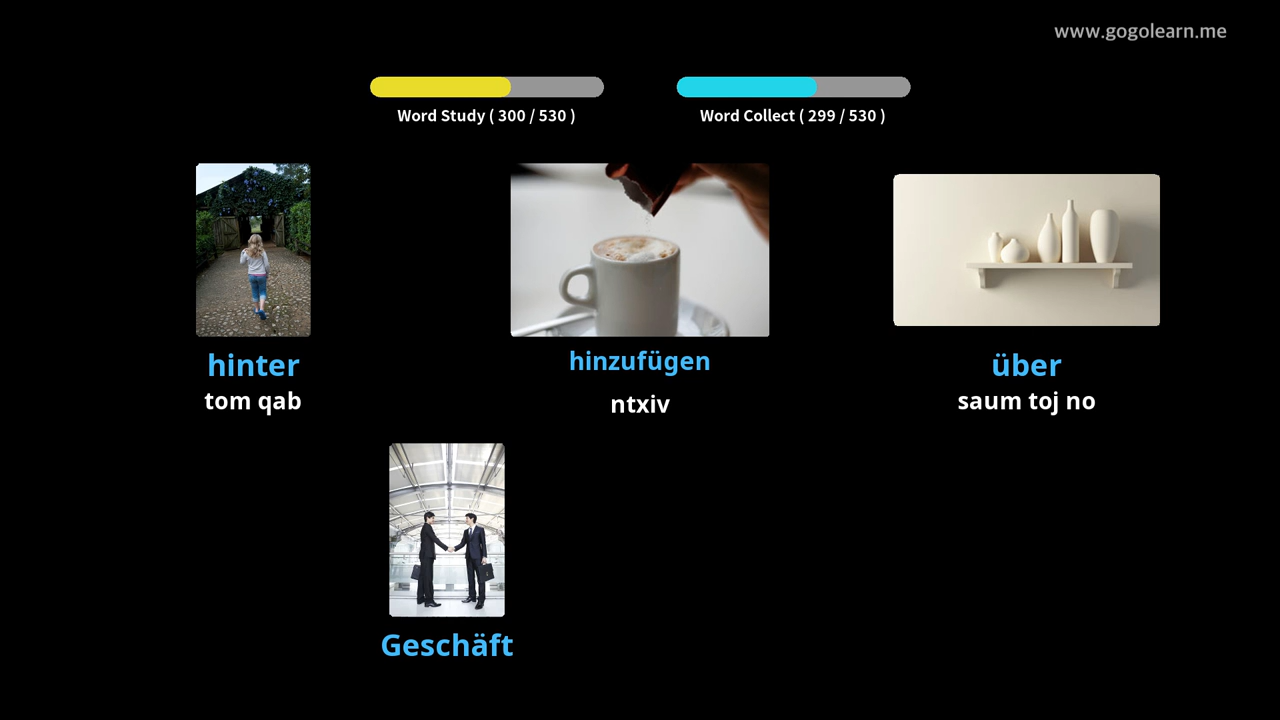 www.gogolearn.me
Word Study ( 300 / 530 )
Word Collect ( 299 / 530 )
hinter
tom qab
hinzufügen
ntxiv
über
saum toj no
Geschäft